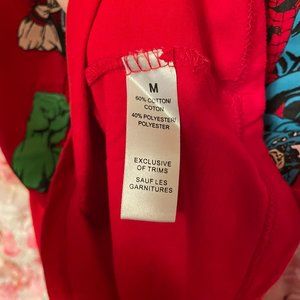 M
60% COTTON/
COTON
40% POLYESTER/
POLYESTER
EXCLUSIVE
OF TRIMS
SAUF LES
GARNITURES